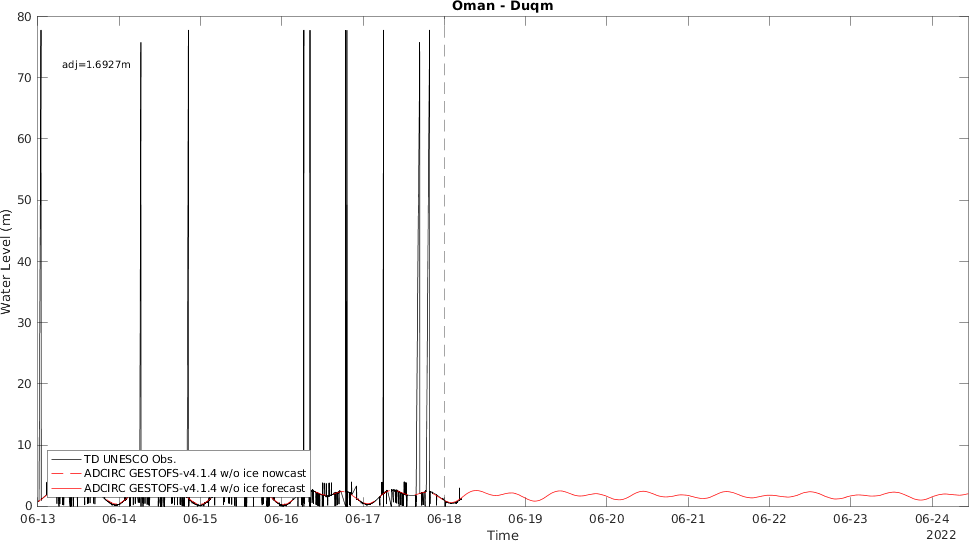 Oman - Duqm
80
70
60
50
40
30
20
10
0
Water Level (m)
adj=1.6927m
TD UNESCO Obs.
ADCIRC GESTOFS-v4.1.4 w/o ice nowcast
ADCIRC GESTOFS-v4.1.4 w/o ice forecast
06-13 06-14 06-15 06-16 06-17 06-18 06-19 06-20 06-21 06-22 06-23 06-24
2022
Time